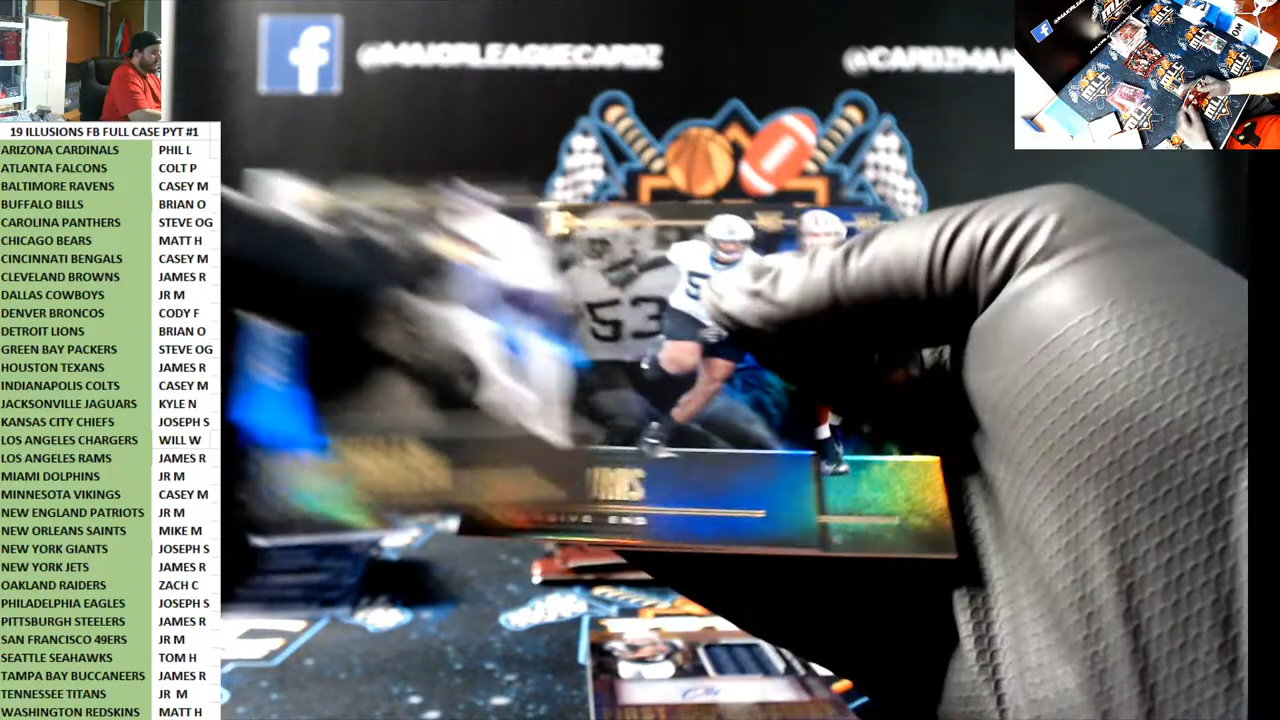 @MAJORLEAGUECARDZ
@CARDZMAN
19 ILLUSIONS FB FULL CASE PYT #1
ARIZONA CARDINALS PHIL L
ATLANTA FALCONS COLT P
BALTIMORE RAVENS CASEY M
BUFFALO BILLS BRIAN O
CAROLINA PANTHERS STEVE OG
CHICAGO BEARS MATT H
CINCINNATI BENGALS CASEY M
CLEVELAND BROWNS JAMES R
DALLAS COWBOYS JR M
DENVER BRONCOS CODY F
DETROIT LIONS BRIAN O
GREEN BAY PACKERS STEVE OG
HOUSTON TEXANS JAMES R
INDIANAPOLIS COLTS CASEY M
JACKSONVILLE JAGUARS KYLE N
KANSAS CITY CHIEFS JOSEPH S
LOS ANGELES CHARGERS WILL W
LOS ANGELES RAMS JAMES R
MIAMI DOLPHINS JR M
MINNESOTA VIKINGS CASEY M
NEW ENGLAND PATRIOTS JR M
NEW ORLEANS SAINTS MIKE M
NEW YORK GIANTS JOSEPH S
NEW YORK JETS JAMES R
OAKLAND RAIDERS ZACH C
PHILADELPHIA EAGLES JOSEPH S
PITTSBURGH STEELERS JAMES R
SAN FRANCISCO 49ERS JR M
SEATTLE SEAHAWKS TOM H
TAMPA BAY BUCCANEERS JAMES R
TENNESSEE TITANS JR M
WASHINGTON REDSKINS MATT H
53
END
MLC
MLC